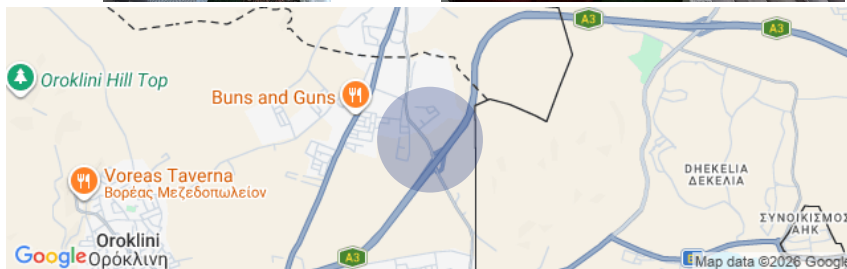 A3
A3
Oroklini Hill Top
Buns and Guns
Voreas Taverna
Βορέας Μεζεδοπωλείον
DHEKELIA
ΔΕΚΕΛΙΑ
ΣΥΝΟΙΚΙΣΜΟΣ
ΑΗΚ
Oroklini
Ορόκλινη
A3
Google
Map data ©2026 Google